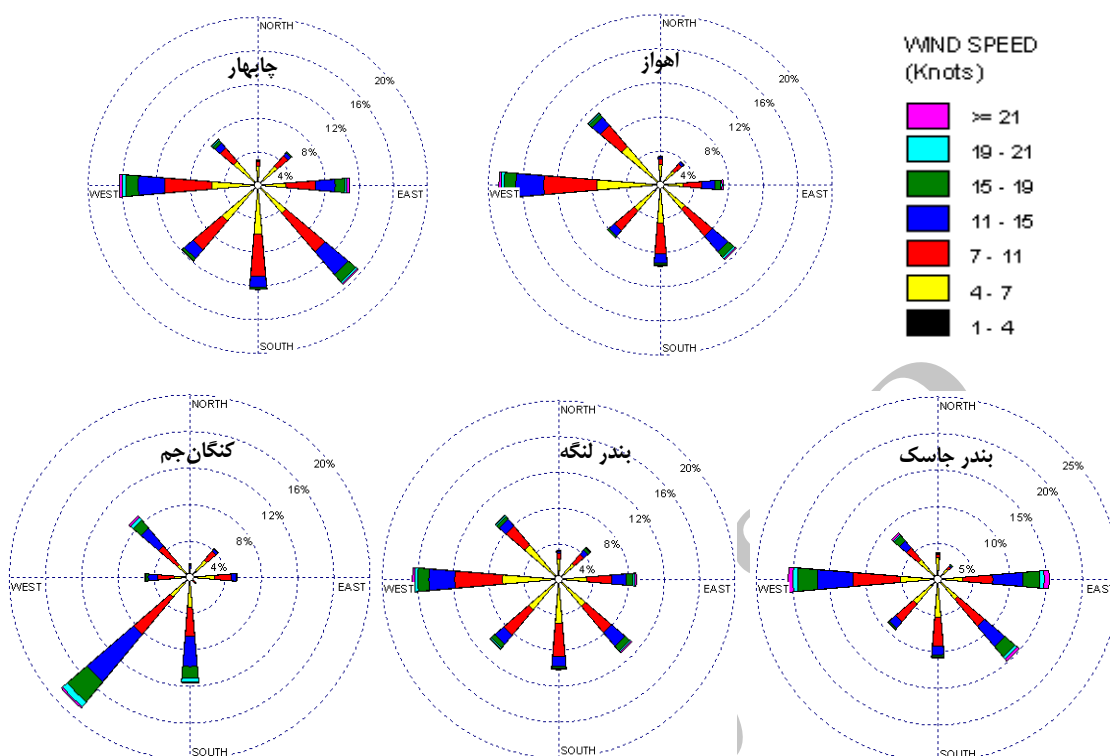 NORTH
چابهار
20%
16%
12%
8%
4%
WEST
EAST
SOUTH
NORTH
اهواز
20%
16%
12%
8%
4%
WEST
EAST
SOUTH
WIND SPEED
(Knots)
>= 21
19 - 21
15 - 19
11 - 15
7 - 11
4 - 7
1 - 4
NORTH
کنگان‌جم
20%
16%
12%
8%
4%
WEST
EAST
SOUTH
NORTH
بندر لنگه
20%
16%
12%
8%
4%
WEST
EAST
SOUTH
NORTH
بندر جاسک
25%
20%
15%
10%
5%
WEST
EAST
SOUTH